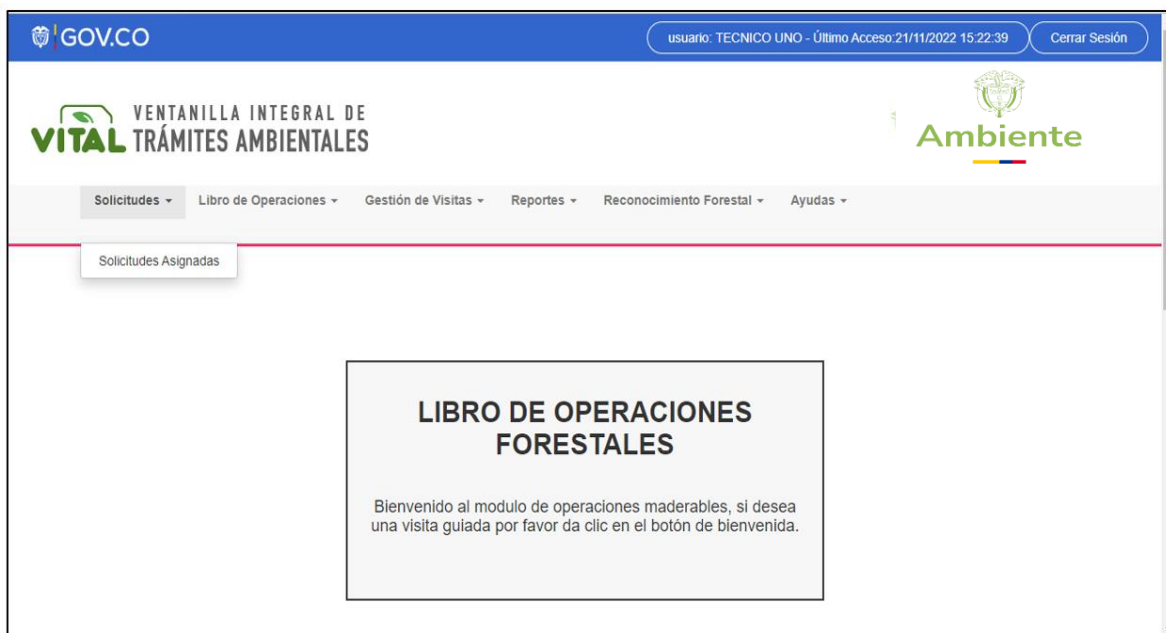 GOV.CO
usuario: TECNICO UNO - Último Acceso:21/11/2022 15:22:39
Cerrar Sesión
VITAL
VENTANILLA INTEGRAL DE
TRÁMITES AMBIENTALES
Ambiente
Solicitudes
Libro de Operaciones
Gestión de Visitas
Reportes
Reconocimiento Forestal
Ayudas
Solicitudes Asignadas
LIBRO DE OPERACIONES
FORESTALES
Bienvenido al modulo de operaciones maderables, si desea
una visita guiada por favor da clic en el botón de bienvenida.